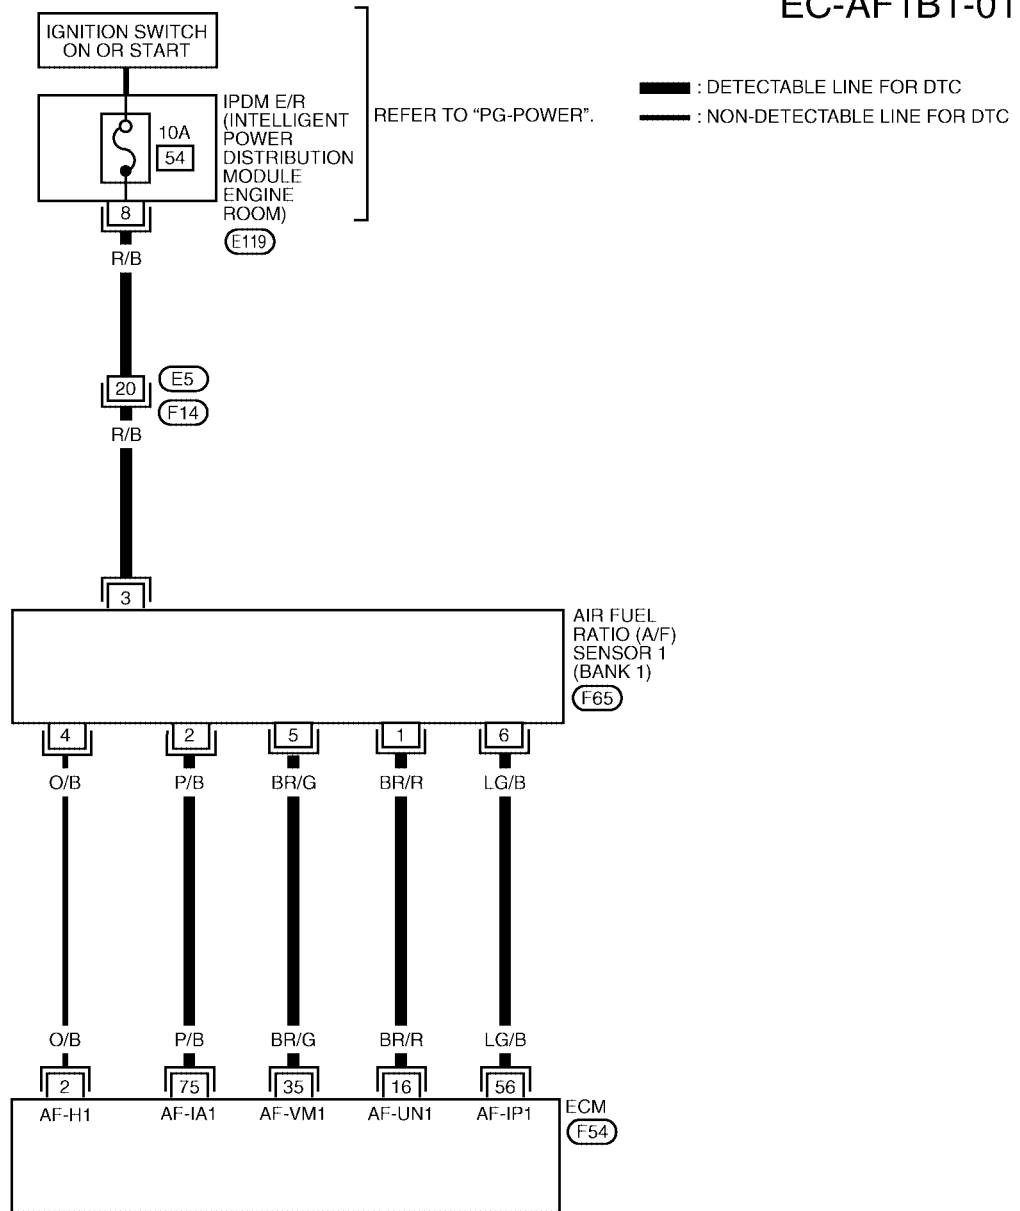 EC-AF1B1-01
IGNITION SWITCH
ON OR START
IPDM E/R
(INTELLIGENT
POWER
DISTRIBUTION
MODULE
ENGINE
ROOM)
E119
10A
54
8
REFER TO “PG-POWER”.
: DETECTABLE LINE FOR DTC
: NON-DETECTABLE LINE FOR DTC
R/B
20
E5
F14
R/B
3
AIR FUEL
RATIO (A/F)
SENSOR 1
(BANK 1)
F65
4 2 5 1 6
O/B P/B BR/G BR/R LG/B
O/B P/B BR/G BR/R LG/B
2 75 35 16 56
AF-H1 AF-IA1 AF-VM1 AF-UN1 AF-IP1
ECM
F54